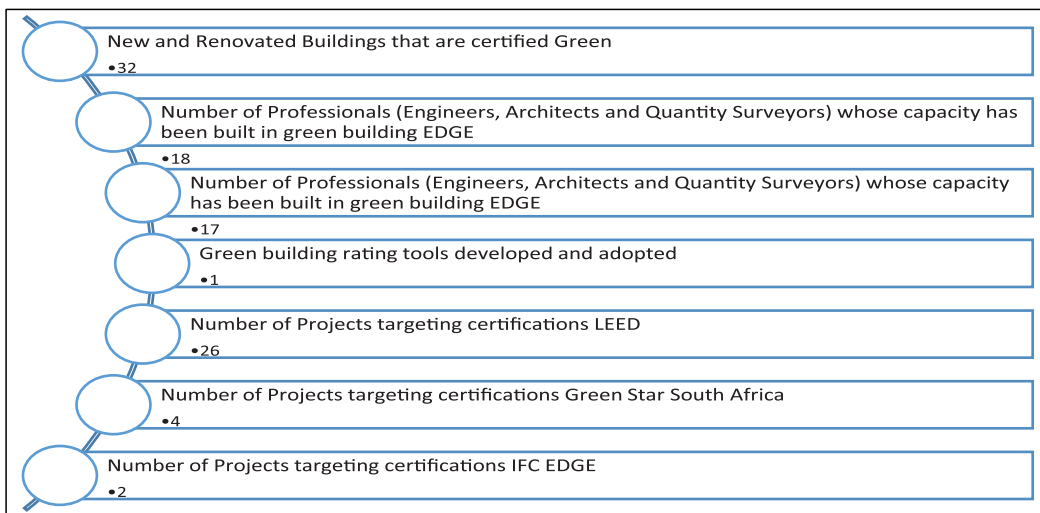 New and Renovated Buildings that are certified Green
•32
Number of Professionals (Engineers, Architects and Quantity Surveyors) whose capacity has
been built in green building EDGE
•18
Number of Professionals (Engineers, Architects and Quantity Surveyors) whose capacity
has been built in green building EDGE
•17
Green building rating tools developed and adopted
•1
Number of Projects targeting certifications LEED
•26
Number of Projects targeting certifications Green Star South Africa
•4
Number of Projects targeting certifications IFC EDGE
•2